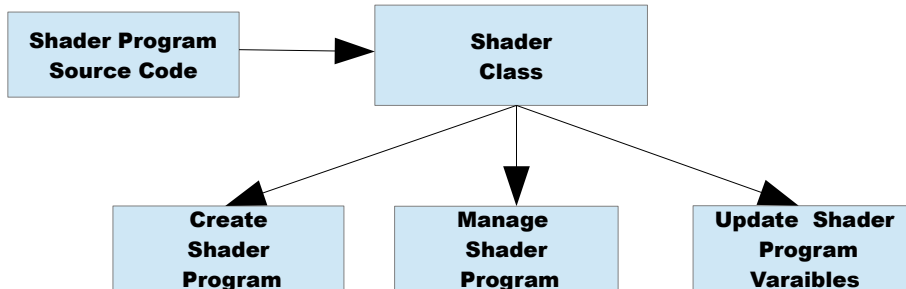 Shader Program
Source Code
Shader
Class
Create
Shader
Program
Manage
Shader
Program
Update  Shader
Program
Varaibles